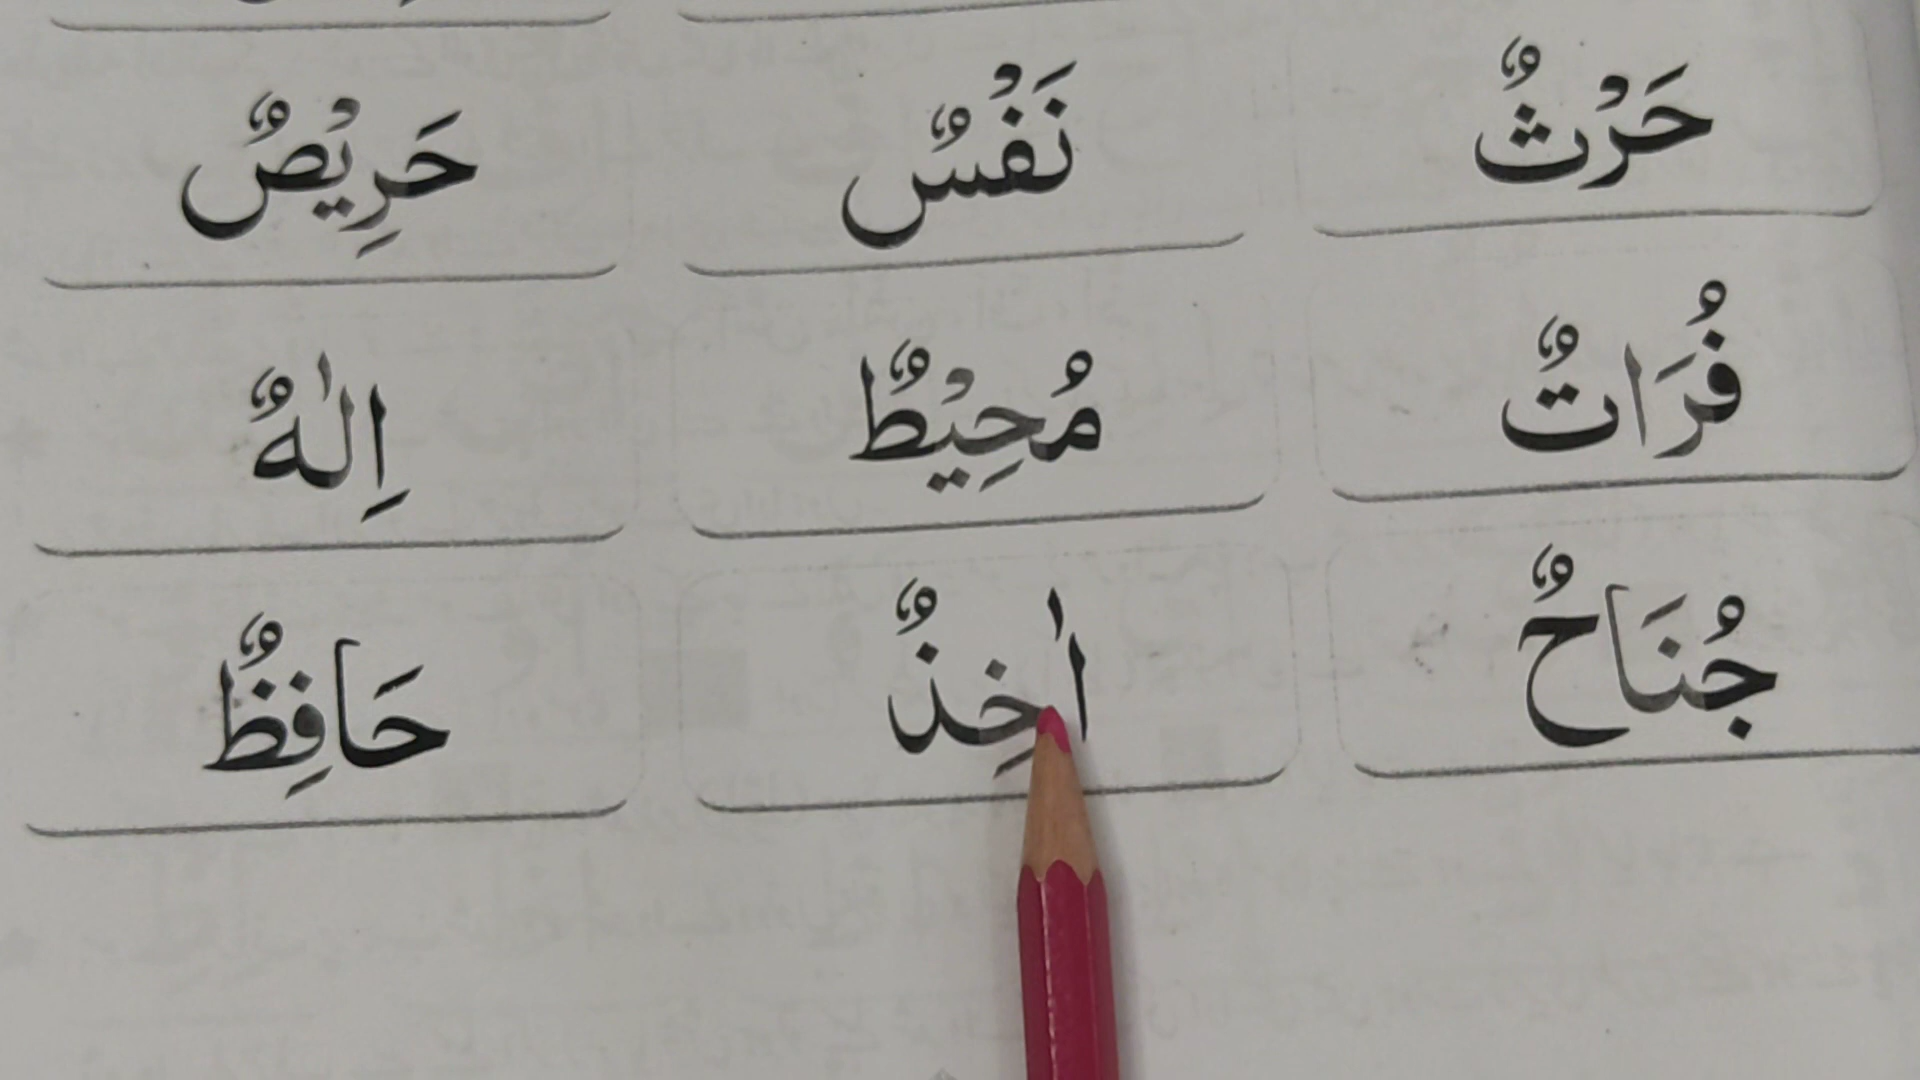 حَرْثٌ نَفْسٌ حَرِيْصٌ
فُرَاتٌ مُحِيْطٌ اِلٰهٌ
جُنَاحٌ اٰخِذٌ حَافِظٌ